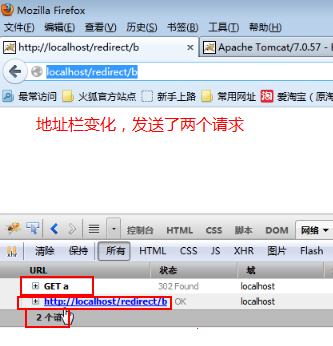 Mozilla Firefox
文件(F) 编辑(E) 查看(V) 历史(S) 书签(B) 工具(T) 帮助(H)
http://localhost/redirect/b Apache Tomcat/7.0.57 -
localhost/redirect/b
最常访问 火狐官方站点 新手上路 常用网址 爱淘宝（原淘
地址栏变化，发送了两个请求
控制台 HTML CSS 脚本 DOM 网络
清除 保持 所有 HTML CSS JS XHR 图片 Flash
URL 状态 域
GET a 302 Found localhost
http://localhost/redirect/b OK localhost
2 个请